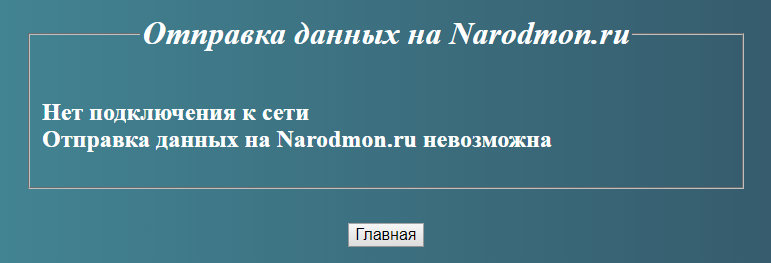 Отправка данных на Narodmon.ru
Нет подключения к сети
Отправка данных на Narodmon.ru невозможна
Главная